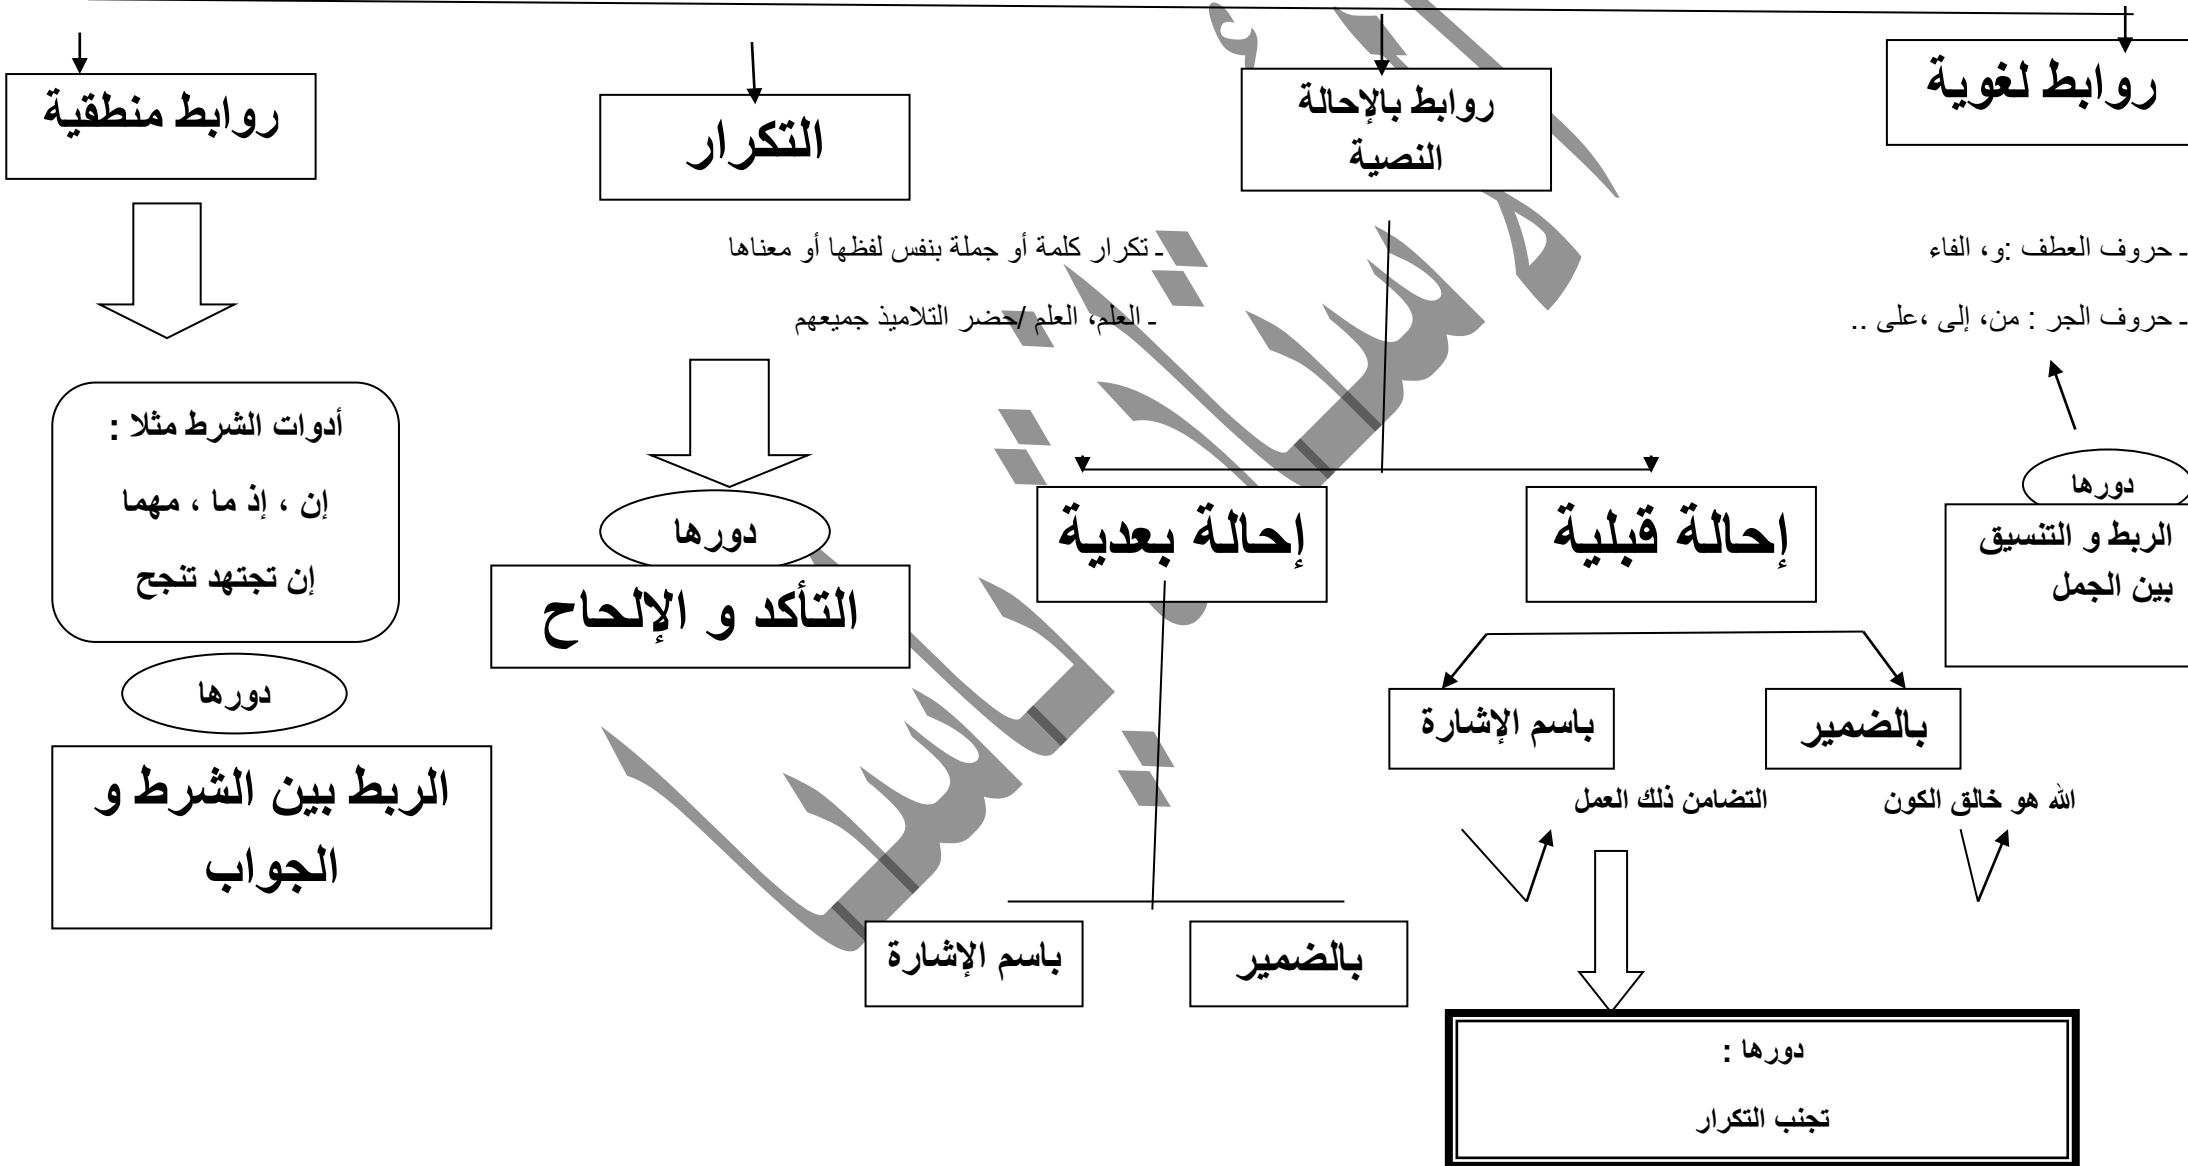 روابط لغوية
روابط بالإحالة
النصية
التكرار
روابط منطقية
ـ حروف العطف :و، الفاء
ـ حروف الجر : من، إلى ،على ..
دورها
الربط و التنسيق
بين الجمل
ـ تكرار كلمة أو جملة بنفس لفظها أو معناها
ـ العلم، العلم /حضر التلاميذ جميعهم
دورها
التأكد و الإلحاح
أدوات الشرط مثلا :
إن ، إذ ما ، مهما
إن تجتهد تنجح
دورها
الربط بين الشرط و
الجواب
إحالة قبلية
إحالة بعدية
بالضمير
باسم الإشارة
الله هو خالق الكون
التضامن ذلك العمل
بالضمير
باسم الإشارة
دورها :
تجنب التكرار